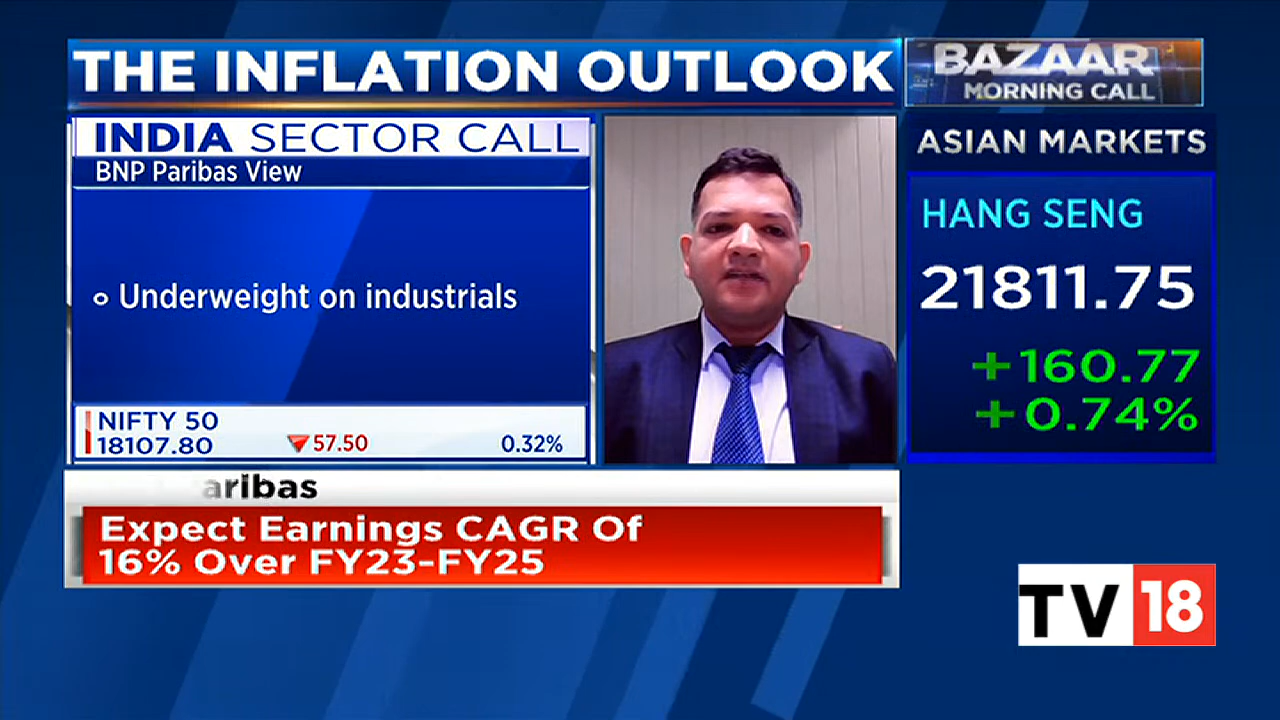 THE INFLATION OUTLOOK
BAZAAR
MORNING CALL
INDIA SECTOR CALL
BNP Paribas View
Underweight on industrials
NIFTY 50
18107.80 57.50 0.32%
ASIAN MARKETS
HANG SENG
21811.75
+160.77
+0.74%
aribas
Expect Earnings CAGR Of
16% Over FY23-FY25
TV18